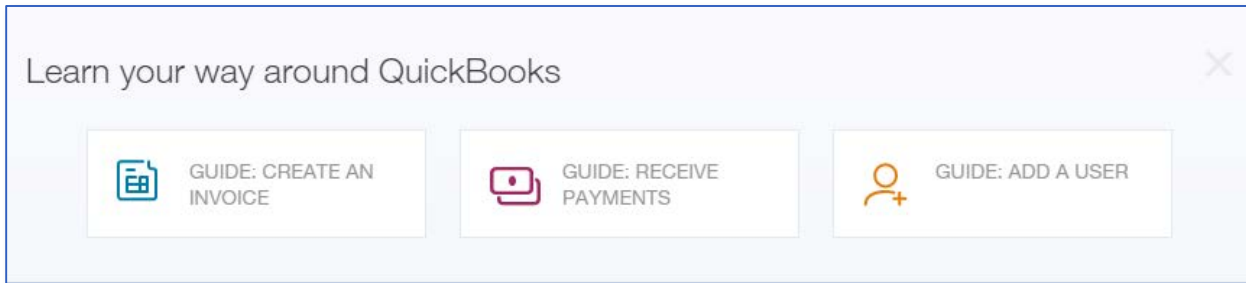 Learn your way around QuickBooks
GUIDE: CREATE AN
INVOICE
GUIDE: RECEIVE
PAYMENTS
GUIDE: ADD A USER